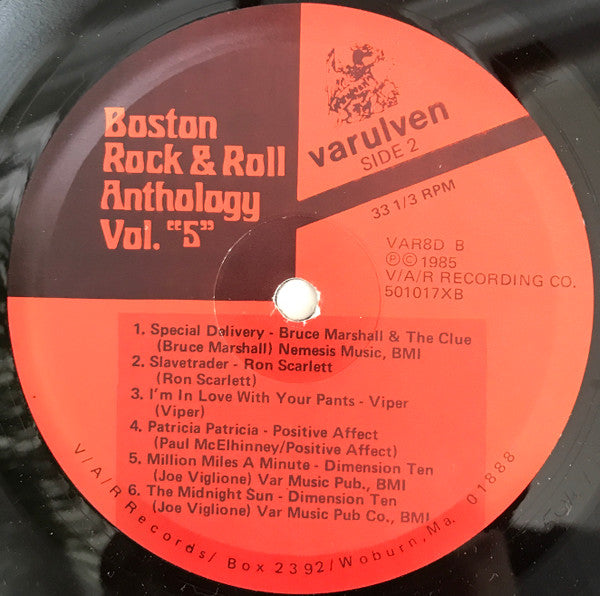 Boston
Rock & Roll
Anthology
Vol. "5"
varulven
SIDE 2
33 1/3 RPM
VAR8D B
℗©1985
V/A/R RECORDING CO.
501017XB
1. Special Dalivery - Bruce Marshall & The Clue
(Bruce Marshall) Nemesis Music, BMI
2. Slavetrader - Ron Scarlett
(Ron Scarlett)
3. I'm In Love With Your Pants - Viper
(Viper)
4. Patricia Patricia - Positive Affect
(Paul McElhinney/Positive Affect)
5. Million Miles A Minute - Dimension Ten
(Joe Viglione) Var Music Pub., BMI
6. The Midnight Sun - Dimension Ten
(Joe Viglione) Var Music Pub Co., BMI
V/A/R Records/ Box 2392/Woburn, Ma. 01888